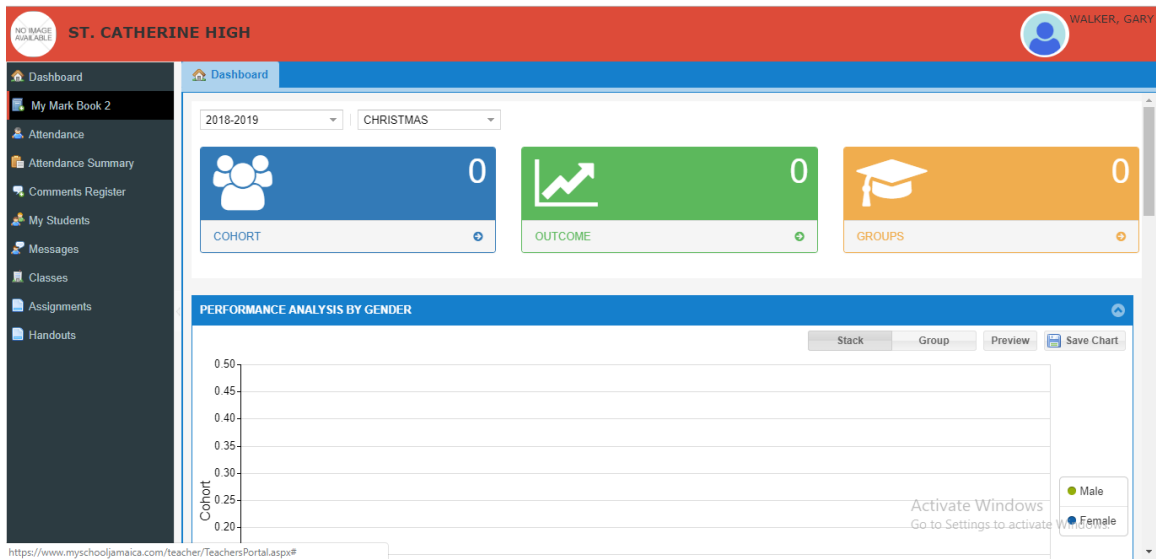 NO IMAGE
AVAILABLE
ST. CATHERINE HIGH
WALKER, GARY
Dashboard
My Mark Book 2
Attendance
Attendance Summary
Comments Register
My Students
Messages
Classes
Assignments
Handouts
Dashboard
2018-2019
CHRISTMAS
0
COHORT
0
OUTCOME
0
GROUPS
PERFORMANCE ANALYSIS BY GENDER
Stack
Group
Preview
Save Chart
0.50
0.45
0.40
0.35
0.30
0.25
0.20
Cohort
Male
Female
Activate Windows
Go to Settings to activate Windows.
https://www.myschooljamaica.com/teacher/TeachersPortal.aspx#